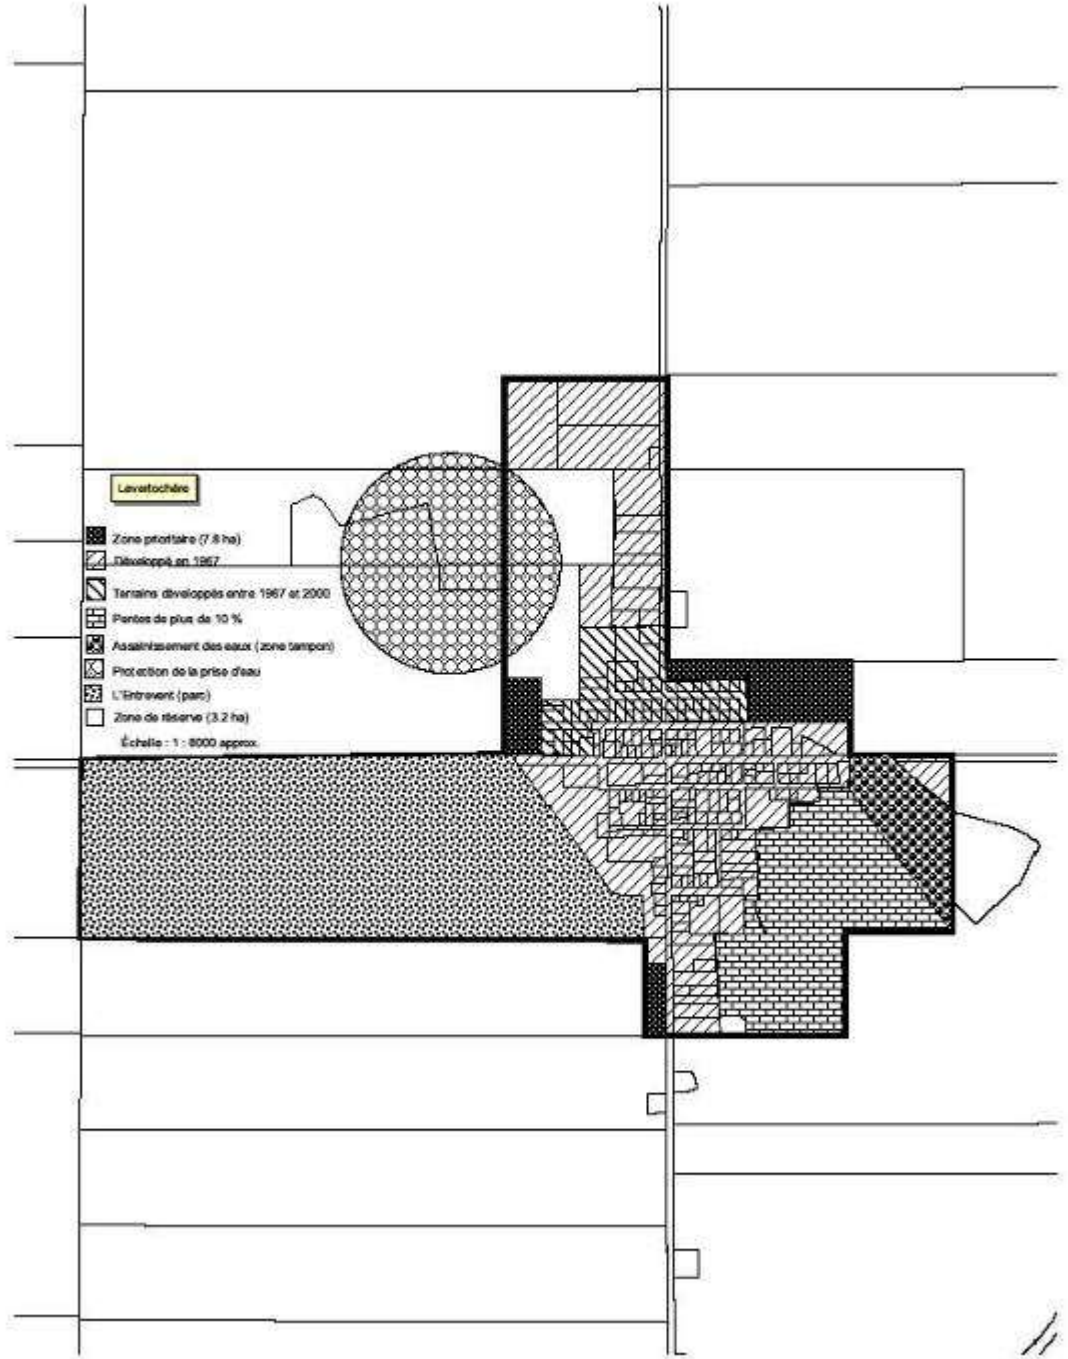 Laverlochère
Zone prioritaire (7.8 ha)
Développé en 1967
Terrains développés entre 1967 et 2000
Pentes de plus de 10 %
Assainissement des eaux (zone tampon)
Protection de la prise d'eau
L'Entrevent (parc)
Zone de réserve (3.2 ha)
Échelle : 1 : 8000 approx.